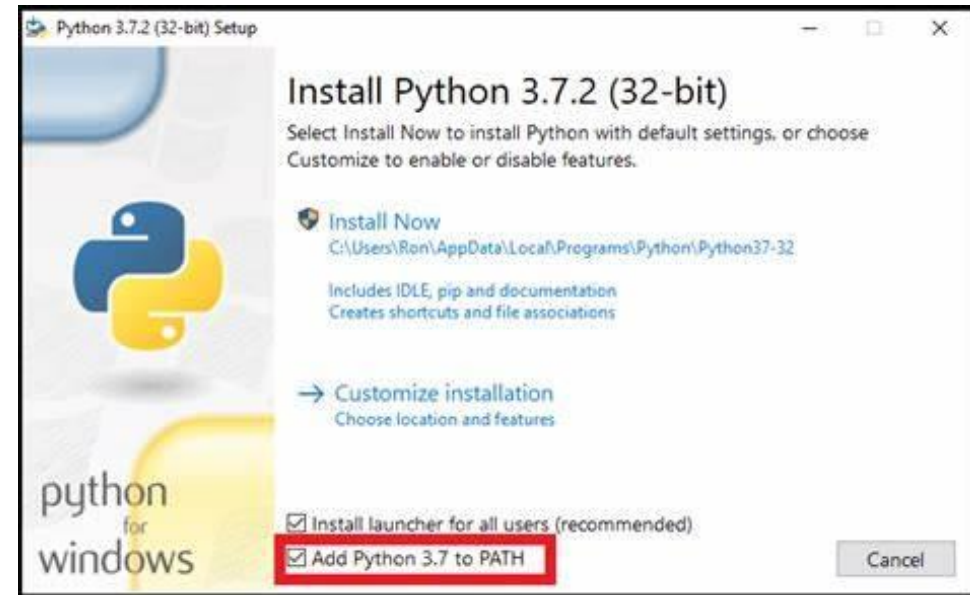 Python 3.7.2 (32-bit) Setup
Install Python 3.7.2 (32-bit)
Select Install Now to install Python with default settings, or choose
Customize to enable or disable features.
Install Now
C:\Users\Ron\AppData\Local\Programs\Python\Python37-32
Includes IDLE, pip and documentation
Creates shortcuts and file associations
Customize installation
Choose location and features
python
for
windows
Install launcher for all users (recommended)
Add Python 3.7 to PATH
Cancel